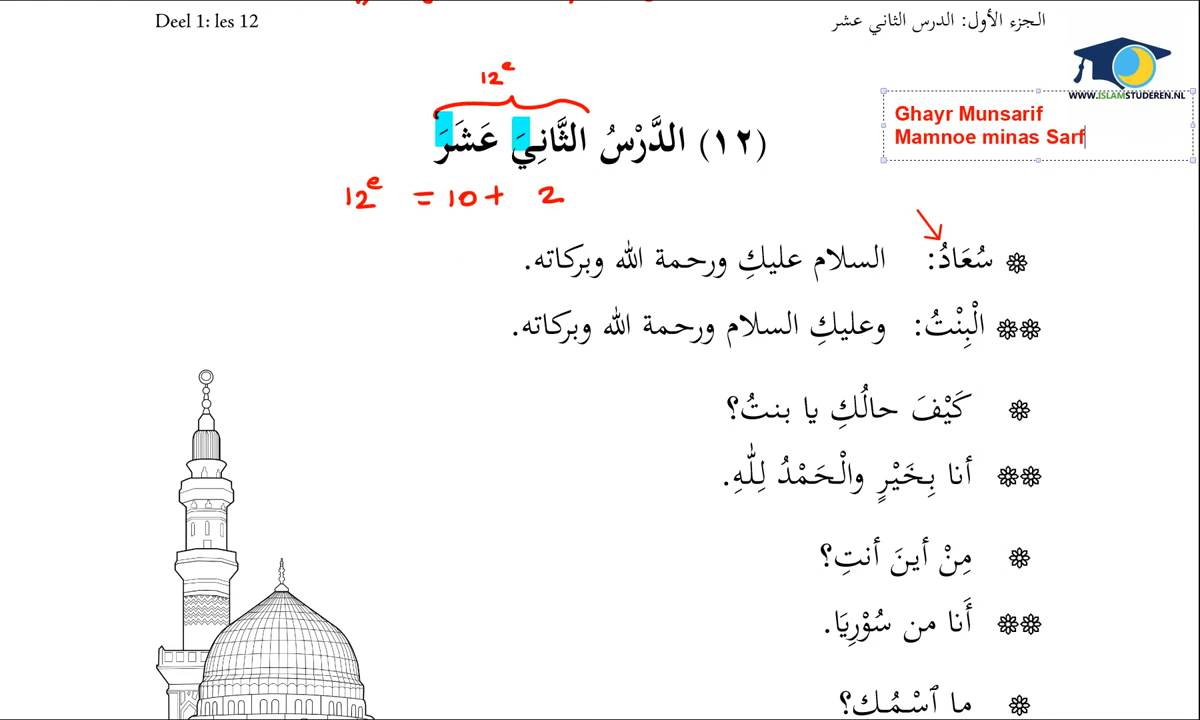 Deel 1: les 12
الجزء الأول: الدرس الثاني عشر
WWW.ISLAMSTUDEREN.NL
Ghayr Munsarif
Mamnoe minas Sarf
12e
(١٢) الدَّرْسُ الثَّانِيَ عَشَرَ
12e = 10 + 2
سُعَادُ: السلام عليكِ ورحمة الله وبركاته.
الْبِنْتُ: وعليكِ السلام ورحمة الله وبركاته.
كَيْفَ حالُكِ يا بنتُ؟
أنا بِخَيْرٍ والْحَمْدُ لِلّٰهِ.
مِنْ أينَ أنتِ؟
أَنا من سُوْرِيَا.
ما ٱسْمُكِ؟